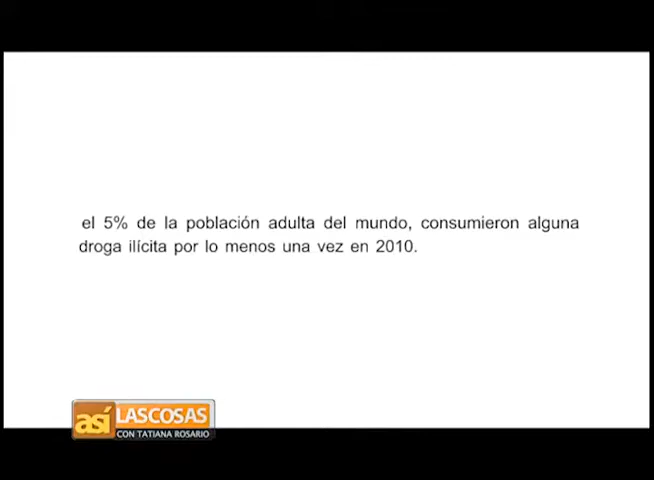 el 5% de la población adulta del mundo, consumieron alguna
droga ilícita por lo menos una vez en 2010.
así LASCOSAS
CON TATIANA ROSARIO